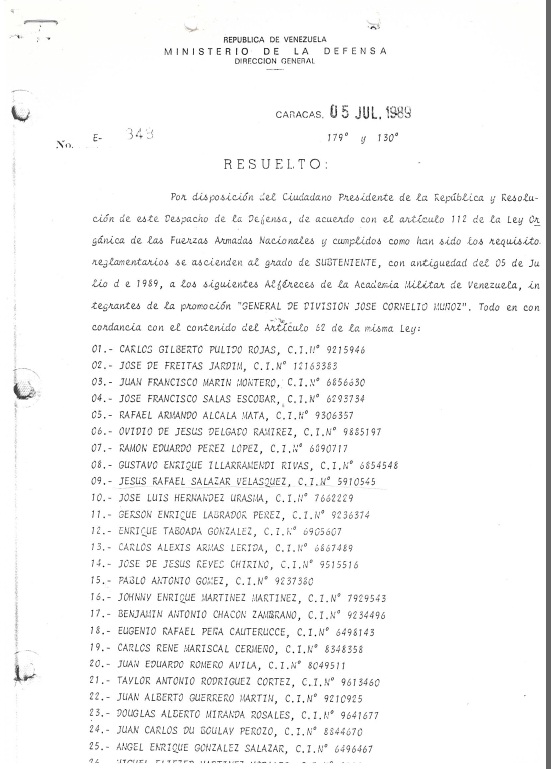 REPUBLICA DE VENEZUELA
MINISTERIO DE LA DEFENSA
DIRECCION GENERAL
CARACAS, 05 JUL. 1989
No. E- 343
179° y 130°
RESUELTO:
Por disposición del Ciudadano Presidente de la República y Resolu-
ción de este Despacho de la Defensa, de acuerdo con el artículo 112 de la Ley Or
gánica de las Fuerzas Armadas Nacionales y cumplidos como han sido los requisito
reglamentarios se ascienden al grado de SUBTENIENTE, con antiguedad del 05 de Ju
lio d e 1989, a los siguientes Alféreces de la Academia Militar de Venezuela, in
tegrantes de la promoción "GENERAL DE DIVISION JOSE CORNELIO MUÑOZ". Todo en con
cordancia con el contenido del Artículo 62 de la misma Ley:
01.- CARLOS GILBERTO PULIDO ROJAS, C.I.N° 9215946
02.- JOSE DE FREITAS JARDIM, C.I.N° 12163383
03.- JUAN FRANCISCO MARIN MONTERO, C.I.N° 6856630
04.- JOSE FRANCISCO SALAS ESCOBAR, C.I.N° 6293734
05.- RAFAEL ARMANDO ALCALA MATA, C.I.N° 9306357
06.- OVIDIO DE JESUS DELGADO RAMIREZ, C.I.N° 9885197
07.- RAMON EDUARDO PEREZ LOPEZ, C.I.N° 6890717
08.- GUSTAVO ENRIQUE ILLARRAMENDI RIVAS, C.I.N° 6854548
09.- JESUS RAFAEL SALAZAR VELASQUEZ, C.I.N° 5910545
10.- JOSE LUIS HERNANDEZ URASMA, C.I.N° 7662229
11.- GERSON ENRIQUE LABRADOR PEREZ, C.I.N° 9236374
12.- ENRIQUE TABOADA GONZALEZ, C.I.N° 6905607
13.- CARLOS ALEXIS ARMAS LERIDA, C.I.N° 6867489
14.- JOSE DE JESUS REYES CHIRINO, C.I.N° 9515516
15.- PABLO ANTONIO GOMEZ, C.I.N° 9237380
16.- JOHNNY ENRIQUE MARTINEZ MARTINEZ, C.I.N° 7929543
17.- BENJAMIN ANTONIO CHACON ZAMBRANO, C.I.N° 9234496
18.- EUGENIO RAFAEL PEÑA CAUTERUCCE, C.I.N° 6498143
19.- CARLOS RENE MARISCAL CERMEÑO, C.I.N° 8348358
20.- JUAN EDUARDO ROMERO AVILA, C.I.N° 8049511
21.- TAYLOR ANTONIO RODRIGUEZ CORTEZ, C.I.N° 9613460
22.- JUAN ALBERTO GUERRERO MARTIN, C.I.N° 9210925
23.- DOUGLAS ALBERTO MIRANDA ROSALES, C.I.N° 9641677
24.- JUAN CARLOS DU BOULAY PEROZO, C.I.N° 8844670
25.- ANGEL ENRIQUE GONZALEZ SALAZAR, C.I.N° 6496467